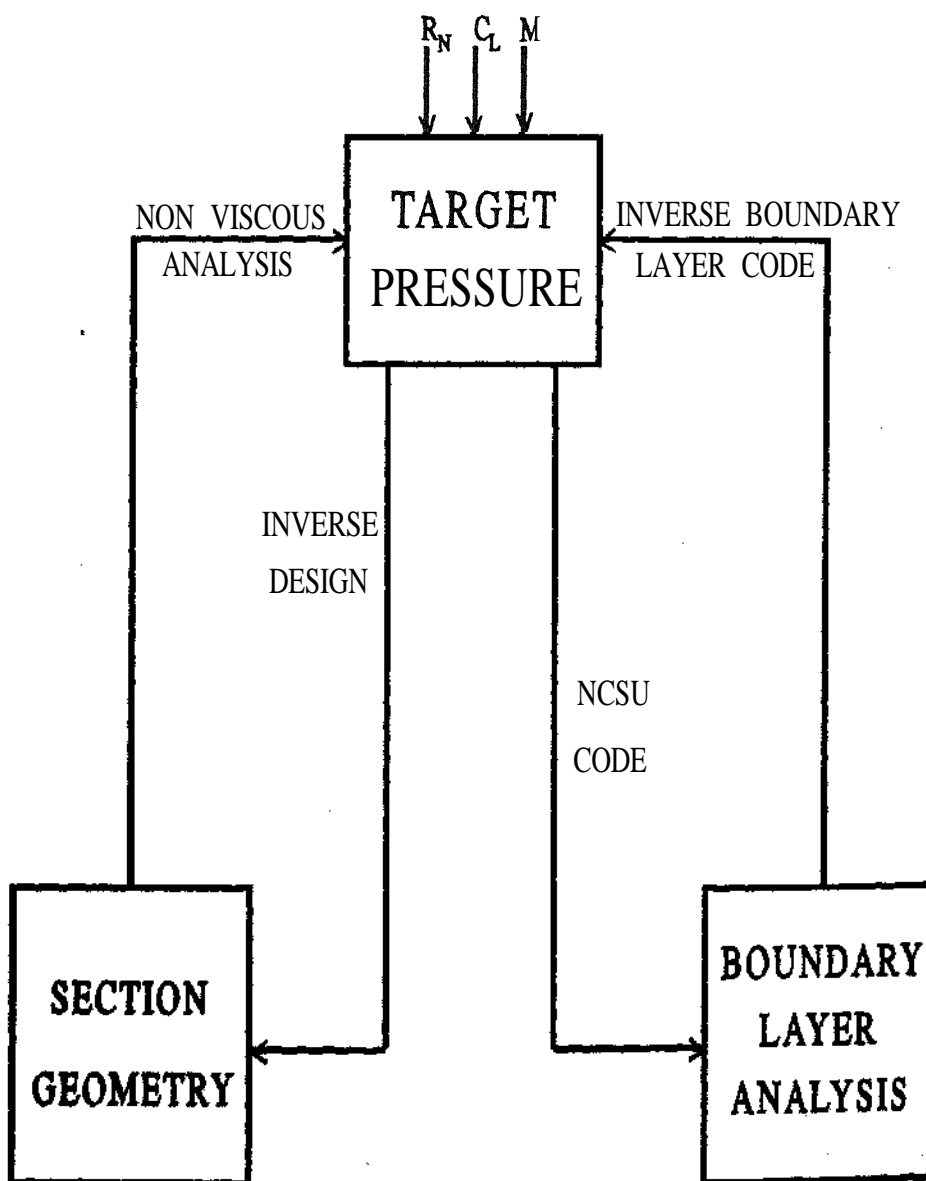 R_N C_L M
TARGET
PRESSURE
NON VISCOUS
ANALYSIS
INVERSE BOUNDARY
LAYER CODE
INVERSE
DESIGN
NCSU
CODE
SECTION
GEOMETRY
BOUNDARY
LAYER
ANALYSIS